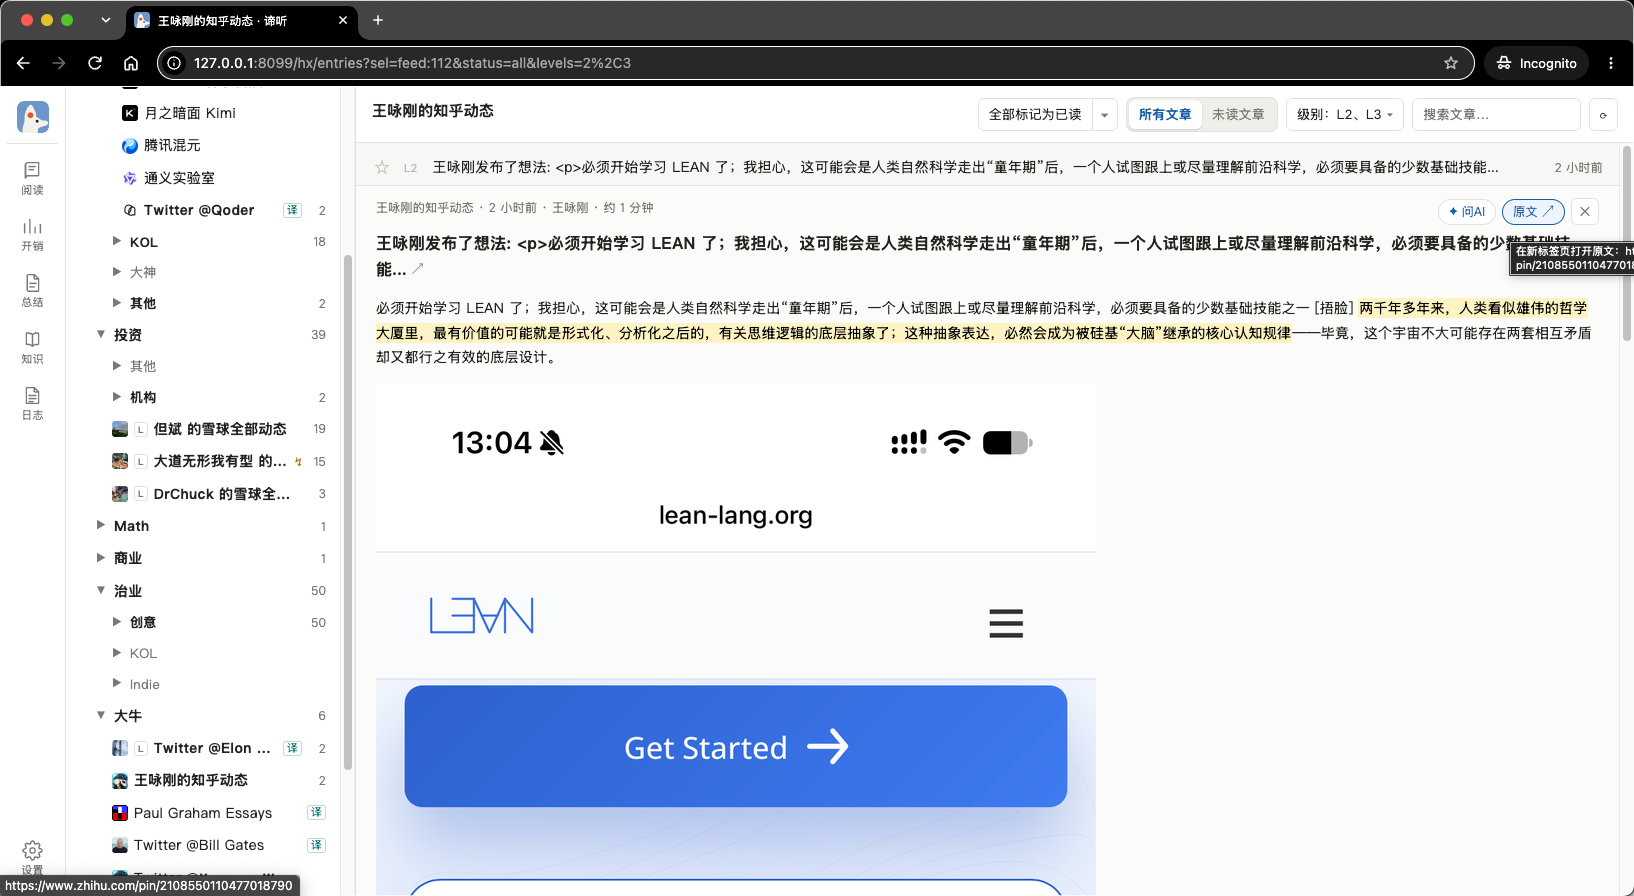 王咏刚的知乎动态 · 谛听
127.0.0.1:8099/hx/entries?sel=feed:112&status=all&levels=2%2C3
Incognito
阅读
开销
总结
知识
日志
设置
月之暗面 Kimi
腾讯混元
通义实验室
Twitter @Qoder 译 2
KOL 18
大神
其他 2
投资 39
其他
机构 2
L 但斌 的雪球全部动态 19
L 大道无形我有型 的... 15
L DrChuck 的雪球全... 3
Math 1
商业 1
治业 50
创意 50
KOL
Indie
大牛 6
L Twitter @Elon ... 译 2
王咏刚的知乎动态 2
Paul Graham Essays 译
Twitter @Bill Gates 译
https://www.zhihu.com/pin/2108550110477018790
王咏刚的知乎动态
全部标记为已读
所有文章 未读文章
级别：L2、L3
搜索文章...
L2 王咏刚发布了想法: <p>必须开始学习 LEAN 了；我担心，这可能会是人类自然科学走出“童年期”后，一个人试图跟上或尽量理解前沿科学，必须要具备的少数基础技能... 2 小时前
王咏刚的知乎动态 · 2 小时前 · 王咏刚 · 约 1 分钟
✦ 问AI 原文 ↗ ×
王咏刚发布了想法: <p>必须开始学习 LEAN 了；我担心，这可能会是人类自然科学走出“童年期”后，一个人试图跟上或尽量理解前沿科学，必须要具备的少数基础技
能... ↗
在新标签页打开原文：
pin/210855011047701
必须开始学习 LEAN 了；我担心，这可能会是人类自然科学走出“童年期”后，一个人试图跟上或尽量理解前沿科学，必须要具备的少数基础技能之一 [捂脸] 两千年多年来，人类看似雄伟的哲学
大厦里，最有价值的可能就是形式化、分析化之后的，有关思维逻辑的底层抽象了；这种抽象表达，必然会成为被硅基“大脑”继承的核心认知规律——毕竟，这个宇宙不大可能存在两套相互矛盾
却又都行之有效的底层设计。
13:04
lean-lang.org
LEAN
Get Started →